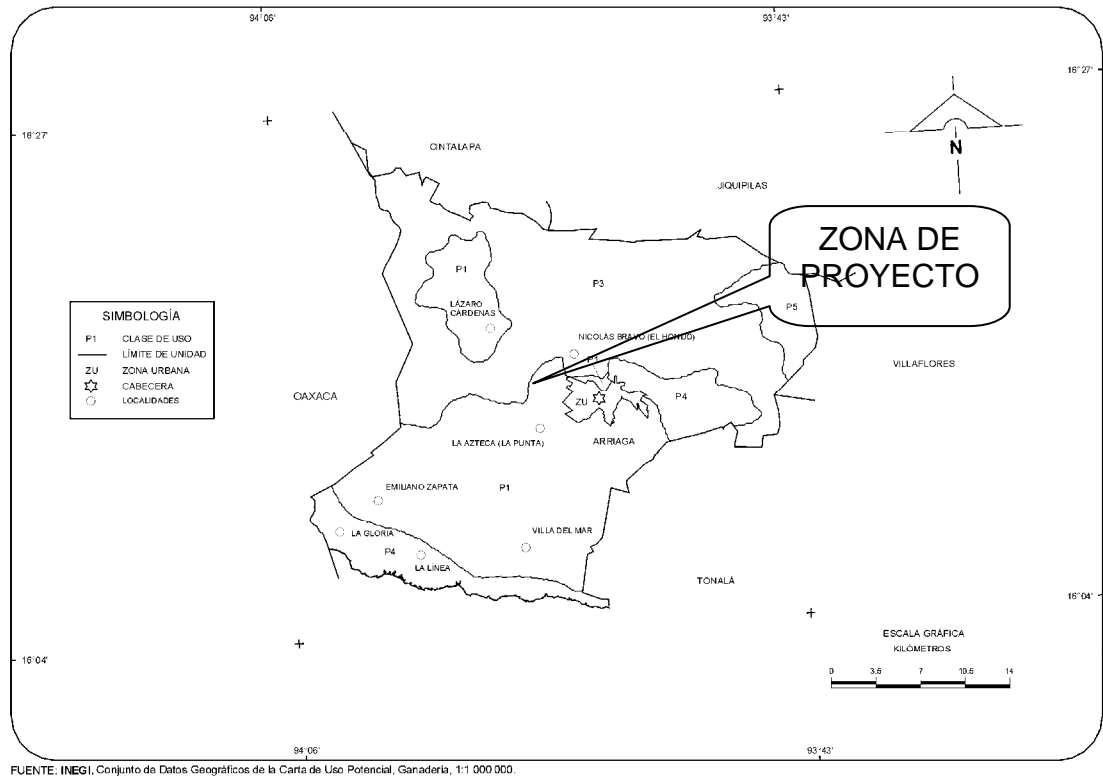 94°06'
93°43'
16°27'
16°27'
CINTALAPA
JIQUIPILAS
N
ZONA DE
PROYECTO
P1
P3
P5
LÁZARO
CÁRDENAS
SIMBOLOGÍA
P1 CLASE DE USO
LÍMITE DE UNIDAD
ZU ZONA URBANA
CABECERA
LOCALIDADES
NICOLÁS BRAVO (EL HONDO)
P1
VILLAFLORES
OAXACA
ZU
P4
LA AZTECA (LA PUNTA)
ARRIAGA
EMILIANO ZAPATA
P1
LA GLORIA
VILLA DEL MAR
P4
LA LÍNEA
TONALÁ
16°04'
16°04'
ESCALA GRÁFICA
KILÓMETROS
0 3.5 7 10.5 14
94°06'
93°43'
FUENTE: INEGI. Conjunto de Datos Geográficos de la Carta de Uso Potencial, Ganadería, 1:1 000 000.